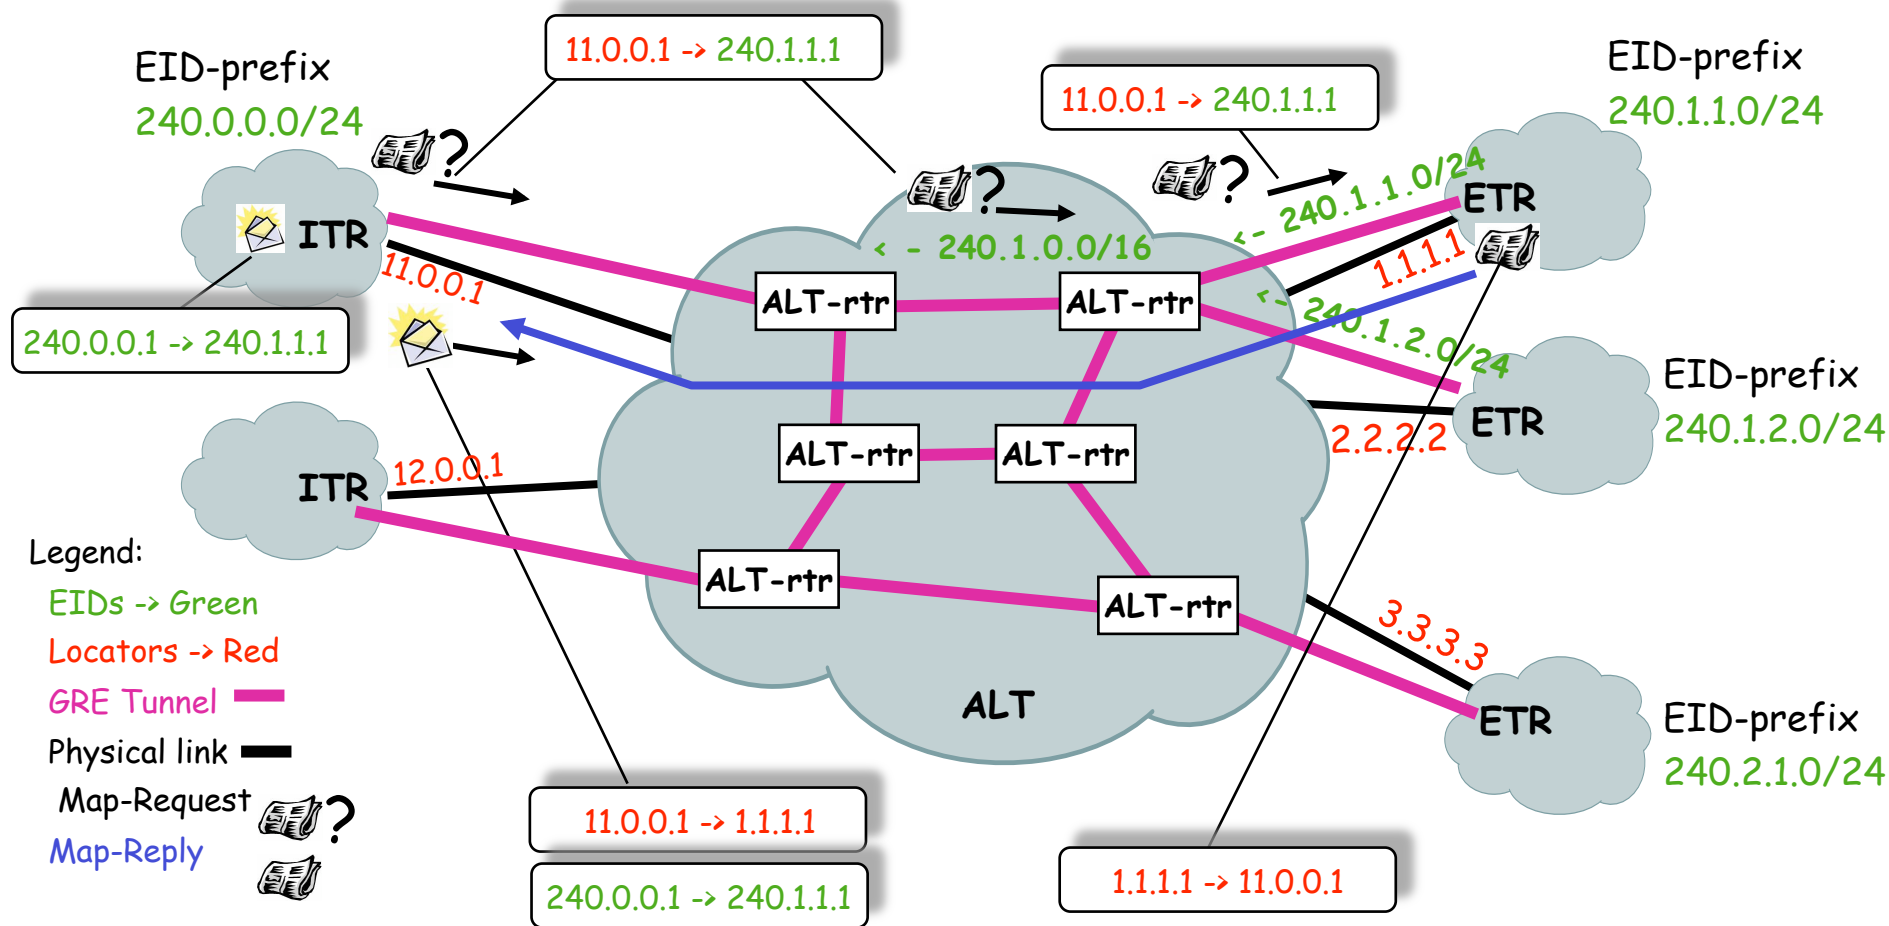 11.0.0.1 -> 240.1.1.1
EID-prefix
240.0.0.0/24
?
11.0.0.1 -> 240.1.1.1
EID-prefix
240.1.1.0/24
?
?
<- 240.1.1.0/24
ETR
ITR
11.0.0.1
< - 240.1.0.0/16
1.1.1.1
ALT-rtr
ALT-rtr
<- 240.1.2.0/24
240.0.0.1 -> 240.1.1.1
EID-prefix
240.1.2.0/24
ETR
2.2.2.2
ALT-rtr
ALT-rtr
12.0.0.1
ITR
Legend:
EIDs -> Green
Locators -> Red
GRE Tunnel
Physical link
Map-Request
?
Map-Reply
ALT-rtr
ALT-rtr
3.3.3.3
ALT
ETR
EID-prefix
240.2.1.0/24
11.0.0.1 -> 1.1.1.1
240.0.0.1 -> 240.1.1.1
1.1.1.1 -> 11.0.0.1